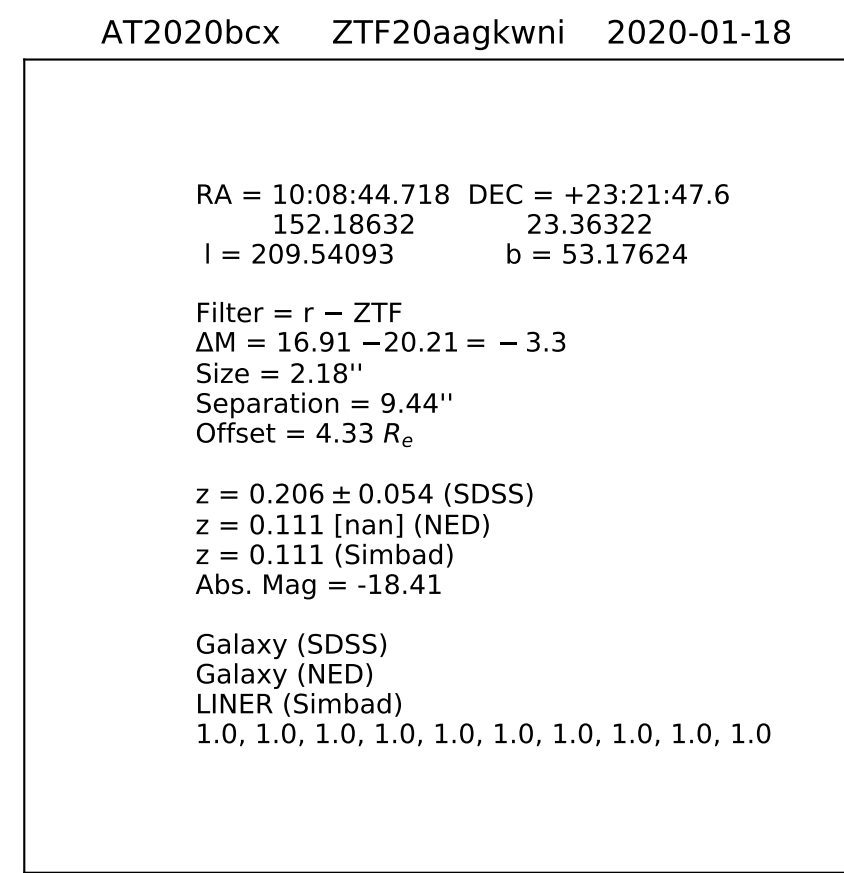 AT2020bcx ZTF20aagkwni 2020-01-18
RA = 10:08:44.718 DEC = +23:21:47.6
152.18632 23.36322
l = 209.54093 b = 53.17624
Filter = r − ZTF
ΔM = 16.91 −20.21 = − 3.3
Size = 2.18''
Separation = 9.44''
Offset = 4.33 Rₑ
z = 0.206 ± 0.054 (SDSS)
z = 0.111 [nan] (NED)
z = 0.111 (Simbad)
Abs. Mag = -18.41
Galaxy (SDSS)
Galaxy (NED)
LINER (Simbad)
1.0, 1.0, 1.0, 1.0, 1.0, 1.0, 1.0, 1.0, 1.0, 1.0